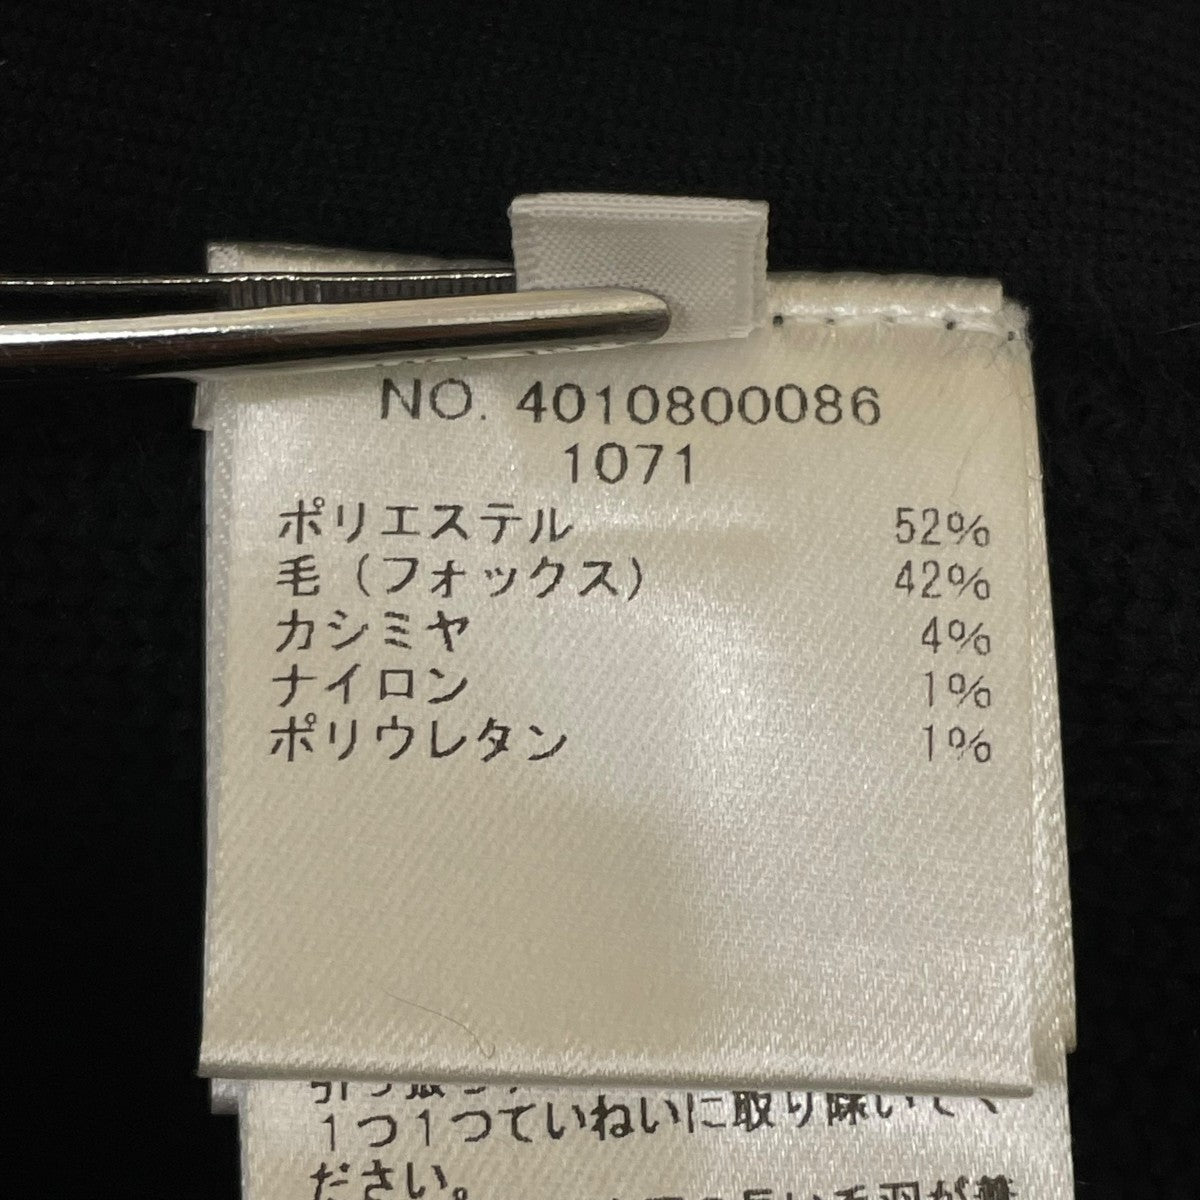 NO. 4010800086
1071
ポリエステル 52%
毛(フォックス) 42%
カシミヤ 4%
ナイロン 1%
ポリウレタン 1%
1つ1つていねいに取り除いて、
ださい。